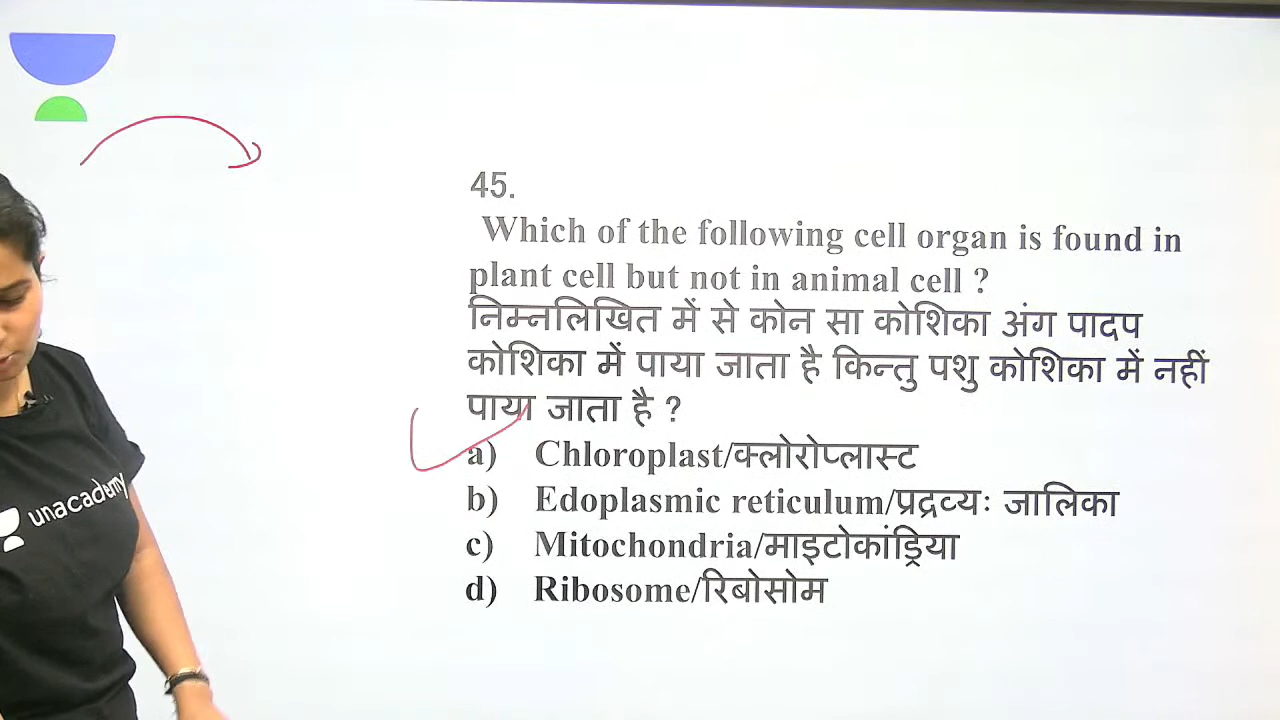 45.
Which of the following cell organ is found in
plant cell but not in animal cell ?
निम्नलिखित में से कोन सा कोशिका अंग पादप
कोशिका में पाया जाता है किन्तु पशु कोशिका में नहीं
पाया जाता है ?
a) Chloroplast/क्लोरोप्लास्ट
b) Edoplasmic reticulum/प्रद्रव्यः जालिका
c) Mitochondria/माइटोकांड्रिया
d) Ribosome/रिबोसोम
unacademy